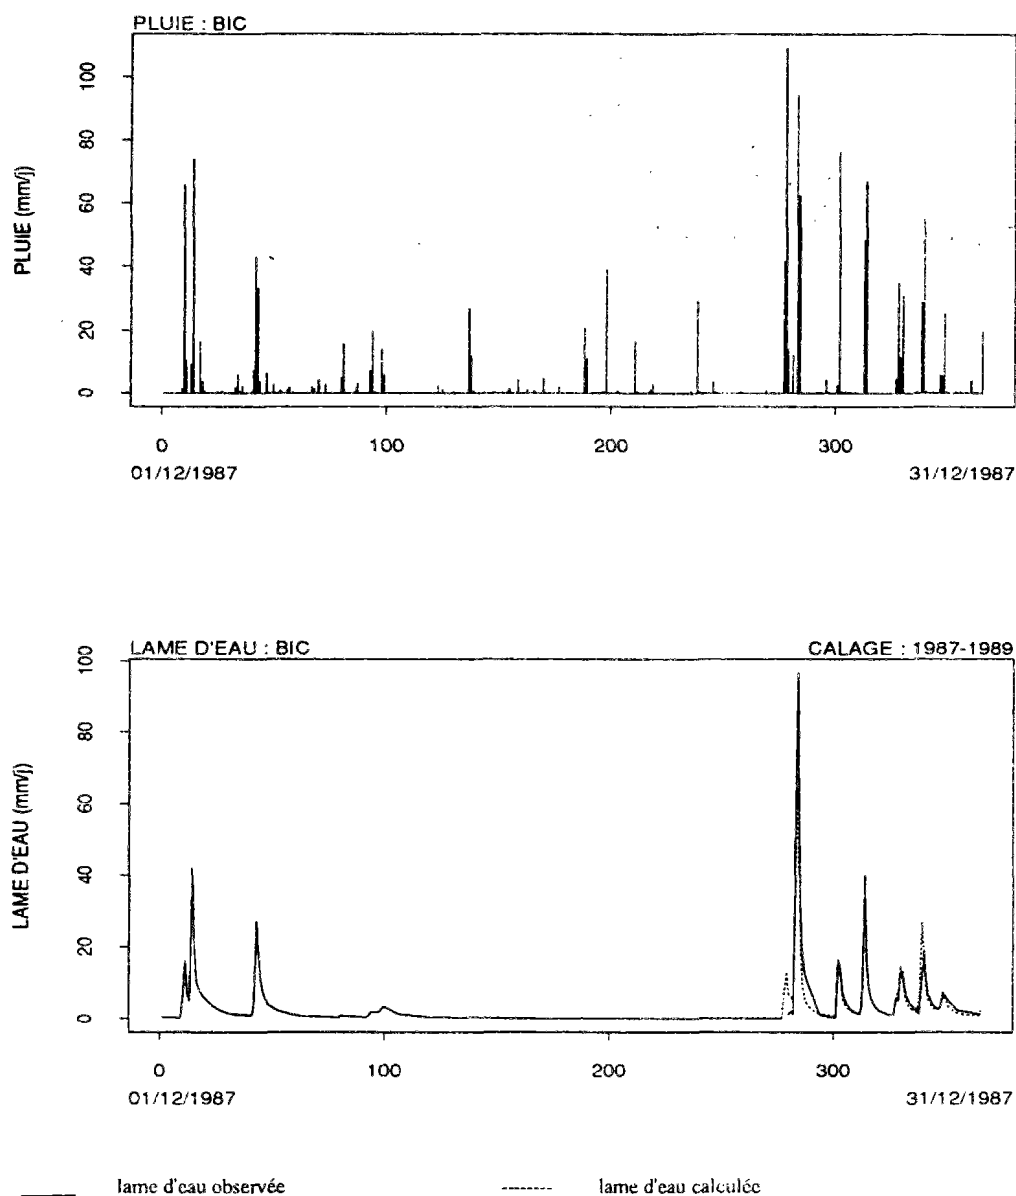 PLUIE : BIC
PLUIE (mm/j)
100
80
60
40
20
0
0 100 200 300
01/12/1987 31/12/1987
LAME D'EAU : BIC CALAGE : 1987-1989
LAME D'EAU (mm/j)
100
80
60
40
20
0
0 100 200 300
01/12/1987 31/12/1987
lame d'eau observée lame d'eau calculée